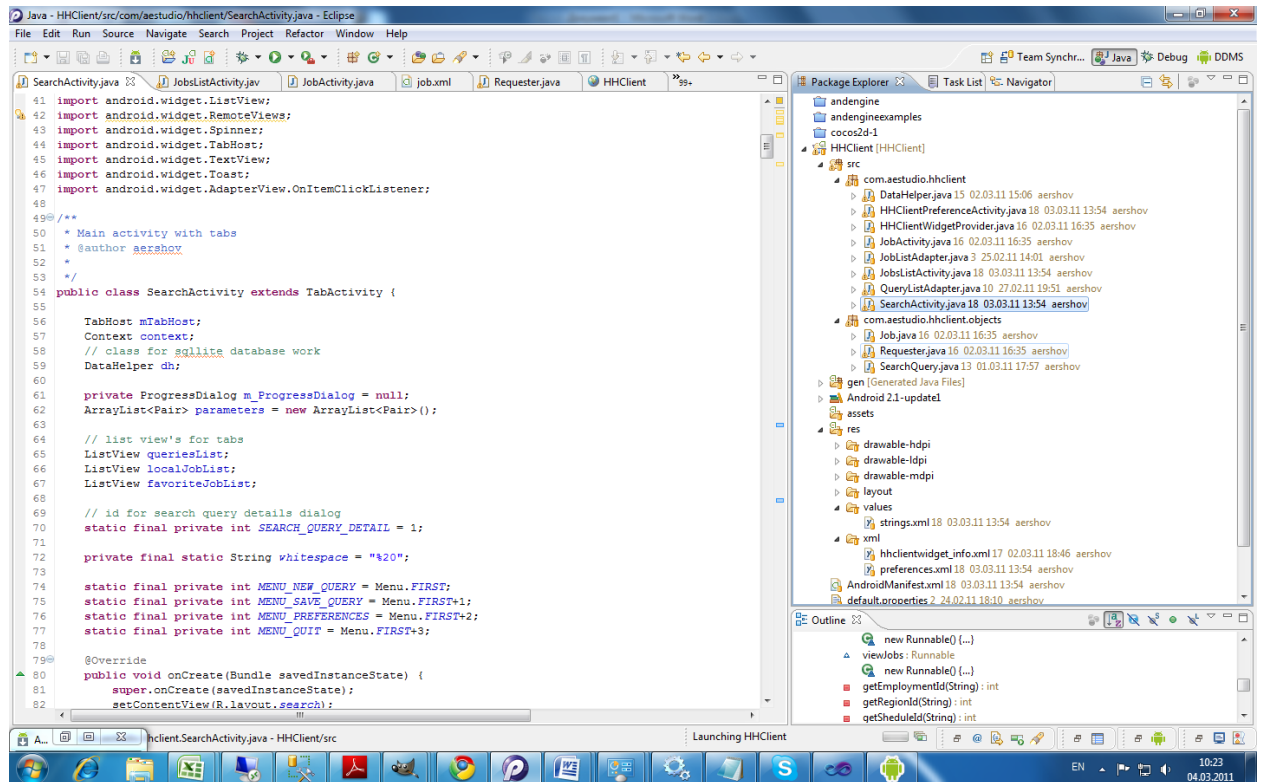 Java - HHClient/src/com/aestudio/hhclient/SearchActivity.java - Eclipse
File Edit Run Source Navigate Search Project Refactor Window Help
Team Synchr... Java Debug DDMS
SearchActivity.java JobsListActivity.jav JobActivity.java job.xml Requester.java HHClient 99+
41 import android.widget.ListView;
42 import android.widget.RemoteViews;
43 import android.widget.Spinner;
44 import android.widget.TabHost;
45 import android.widget.TextView;
46 import android.widget.Toast;
47 import android.widget.AdapterView.OnItemClickListener;
48
49 /**
50 * Main activity with tabs
51 * @author aershov
52 *
53 */
54 public class SearchActivity extends TabActivity {
55
56 TabHost mTabHost;
57 Context context;
58 // class for sqllite database work
59 DataHelper dh;
60
61 private ProgressDialog m_ProgressDialog = null;
62 ArrayList<Pair> parameters = new ArrayList<Pair>();
63
64 // list view's for tabs
65 ListView queriesList;
66 ListView localJobList;
67 ListView favoriteJobList;
68
69 // id for search query details dialog
70 static final private int SEARCH_QUERY_DETAIL = 1;
71
72 private final static String whitespace = "%20";
73
74 static final private int MENU_NEW_QUERY = Menu.FIRST;
75 static final private int MENU_SAVE_QUERY = Menu.FIRST+1;
76 static final private int MENU_PREFERENCES = Menu.FIRST+2;
77 static final private int MENU_QUIT = Menu.FIRST+3;
78
79 @Override
80 public void onCreate(Bundle savedInstanceState) {
81 super.onCreate(savedInstanceState);
82 setContentView(R.layout.search);
Package Explorer Task List Navigator
andengine
andengineexamples
cocos2d-1
HHClient [HHClient]
src
com.aestudio.hhclient
DataHelper.java 15 02.03.11 15:06 aershov
HHClientPreferenceActivity.java 18 03.03.11 13:54 aershov
HHClientWidgetProvider.java 16 02.03.11 16:35 aershov
JobActivity.java 16 02.03.11 16:35 aershov
JobListAdapter.java 3 25.02.11 14:01 aershov
JobsListActivity.java 18 03.03.11 13:54 aershov
QueryListAdapter.java 10 27.02.11 19:51 aershov
SearchActivity.java 18 03.03.11 13:54 aershov
com.aestudio.hhclient.objects
Job.java 16 02.03.11 16:35 aershov
Requester.java 16 02.03.11 16:35 aershov
SearchQuery.java 13 01.03.11 17:57 aershov
gen [Generated Java Files]
Android 2.1-update1
assets
res
drawable-hdpi
drawable-ldpi
drawable-mdpi
layout
values
strings.xml 18 03.03.11 13:54 aershov
xml
hhclientwidget_info.xml 17 02.03.11 18:46 aershov
preferences.xml 18 03.03.11 13:54 aershov
AndroidManifest.xml 18 03.03.11 13:54 aershov
default.properties 2 24.02.11 18:10 aershov
Outline
new Runnable() {...}
viewJobs : Runnable
new Runnable() {...}
getEmploymentId(String) : int
getRegionId(String) : int
getSheduleId(String) : int
A... hclient.SearchActivity.java - HHClient/src
Launching HHClient
EN
10:23
04.03.2011